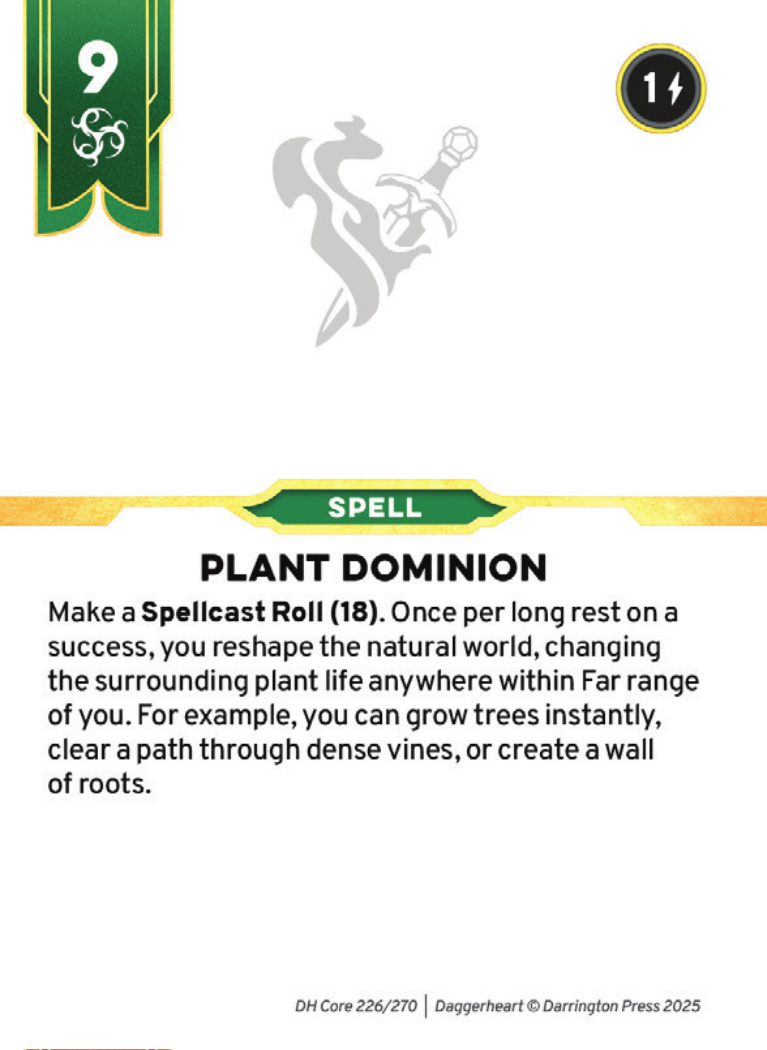 9
1
SPELL
PLANT DOMINION
Make a Spellcast Roll (18). Once per long rest on a
success, you reshape the natural world, changing
the surrounding plant life anywhere within Far range
of you. For example, you can grow trees instantly,
clear a path through dense vines, or create a wall
of roots.
DH Core 226/270 | Daggerheart © Darrington Press 2025